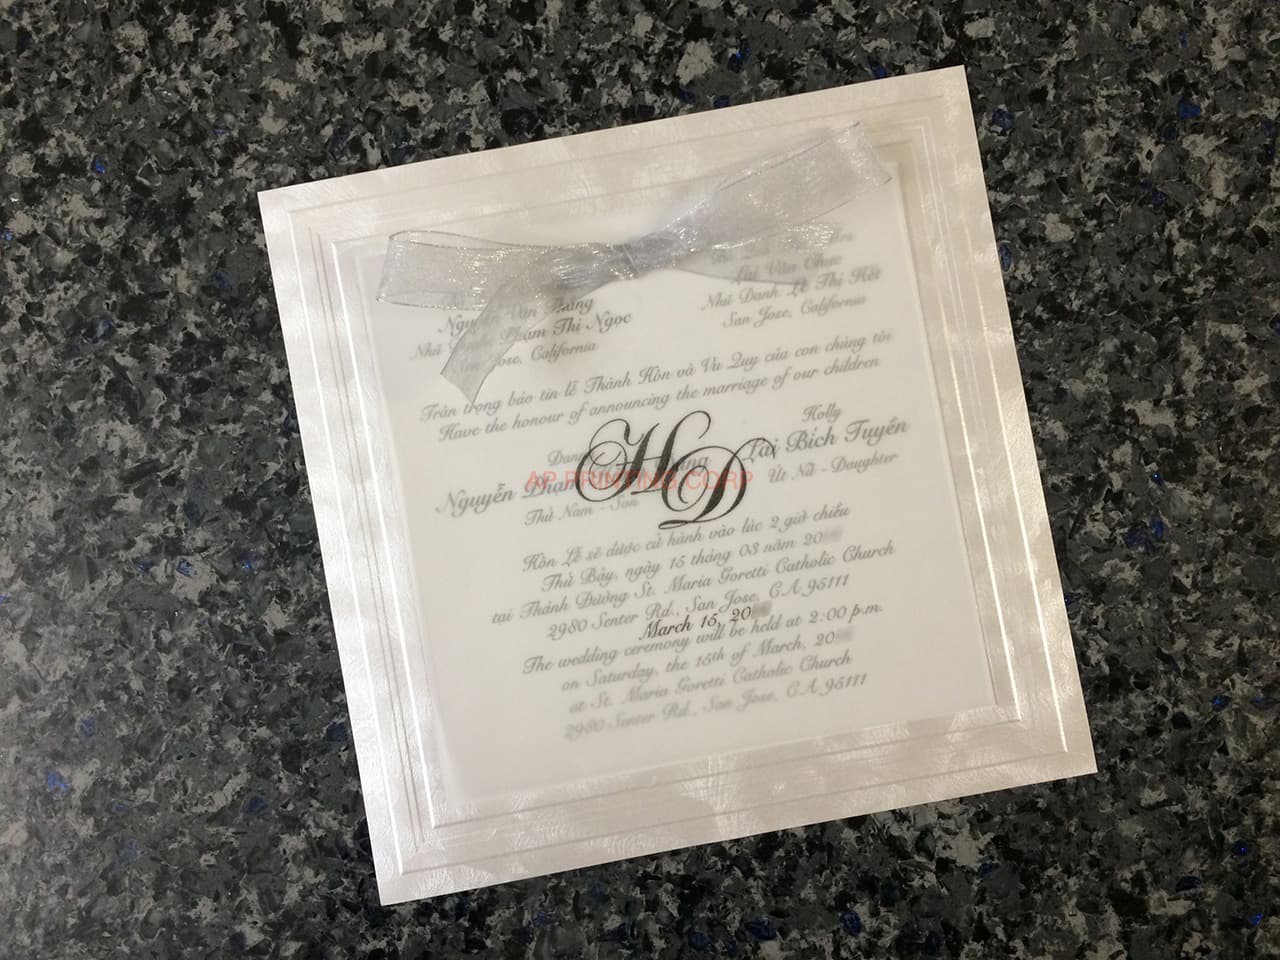 Nguyễn Văn
Phạm Thị Ngọc
San Jose, California
Lại Văn Chức
Nhũ Danh Lê Thị Hét
San Jose, California
Trân trọng báo tin lễ Thành Hôn và Vu Quy của con chúng tôi
Have the honour of announcing the marriage of our children
Nguyễn Phạm
Thứ Nam - Son
HD
Holly
Lại Bích Tuyền
Út Nữ - Daughter
AP PRINTING CORP
Hôn Lễ sẽ được cử hành vào lúc 2 giờ chiều
Thứ Bảy, ngày 15 tháng 03 năm 20
tại Thánh Đường St. Maria Goretti Catholic Church
2980 Senter Rd., San Jose, CA 95111
March 15, 20
The wedding ceremony will be held at 2:00 p.m.
on Saturday, the 15th of March, 20
at St. Maria Goretti Catholic Church
2980 Senter Rd., San Jose, CA 95111